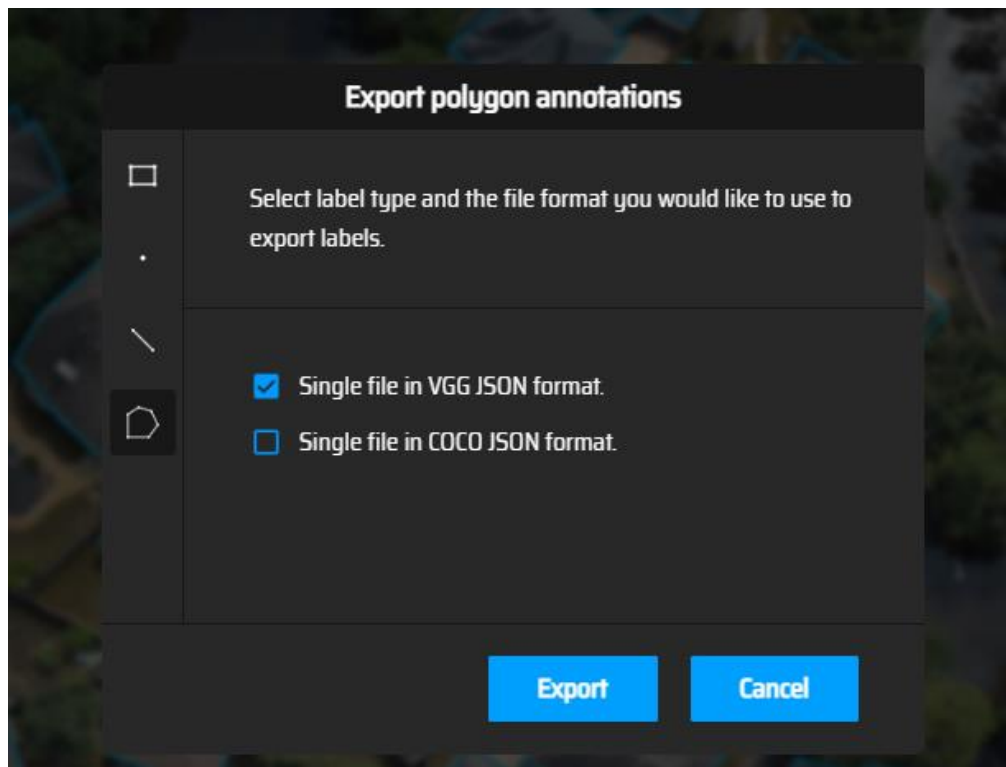 Export polygon annotations
Select label type and the file format you would like to use to
export labels.
Single file in VGG JSON format.
Single file in COCO JSON format.
Export
Cancel